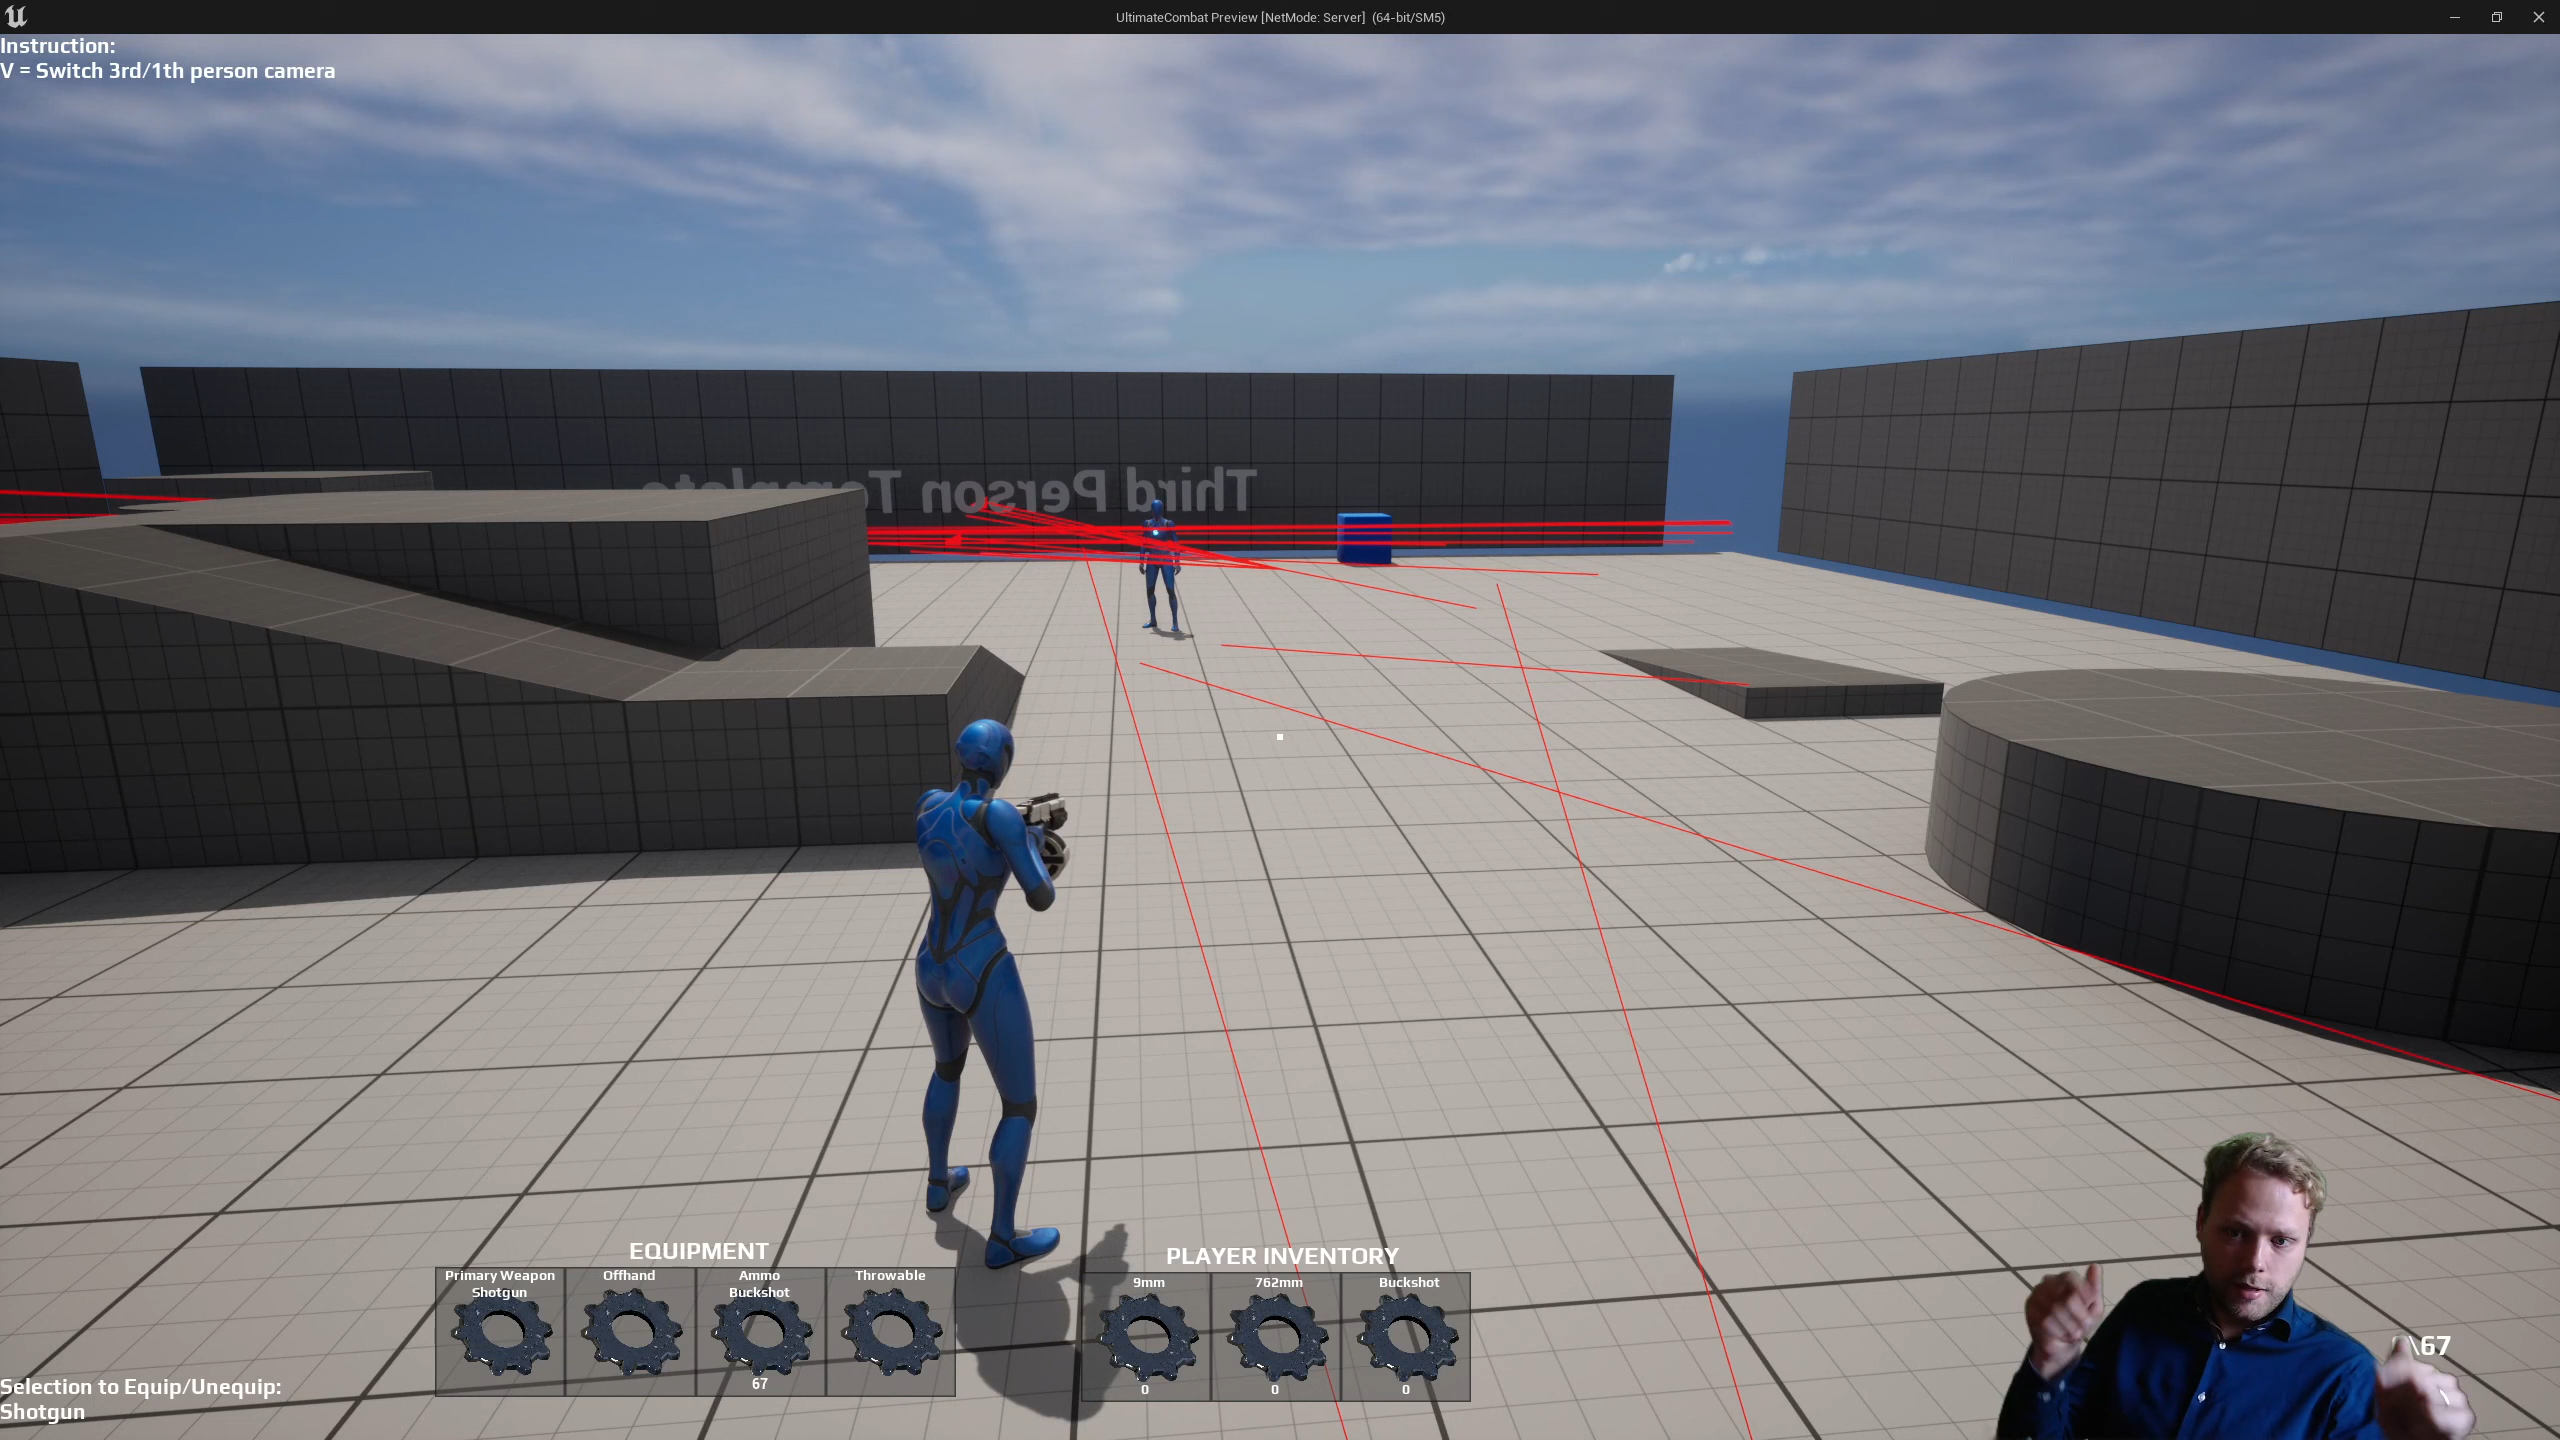 UltimateCombat Preview [NetMode: Server] (64-bit/SM5)
Instruction:
V = Switch 3rd/1th person camera
Third Person Template
EQUIPMENT
Primary Weapon
Shotgun
Offhand
Ammo
Buckshot
Throwable
67
PLAYER INVENTORY
9mm
762mm
Buckshot
0
0
0
\67
Selection to Equip/Unequip:
Shotgun